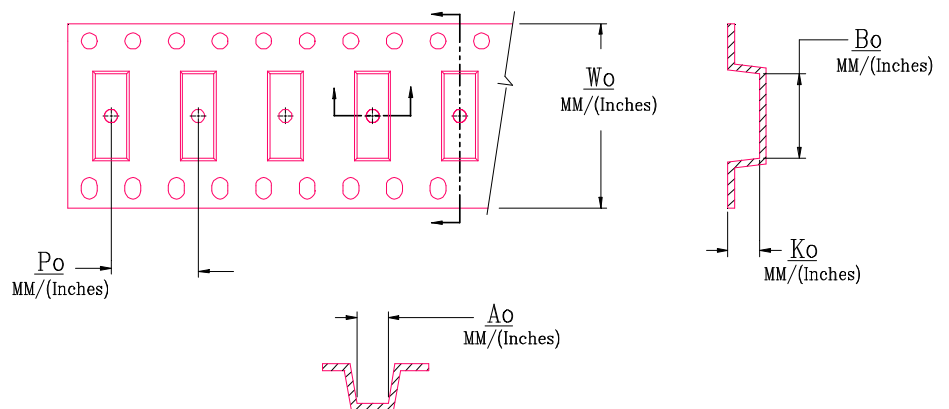 Wo
MM/(Inches)
Bo
MM/(Inches)
Po
MM/(Inches)
Ko
MM/(Inches)
Ao
MM/(Inches)